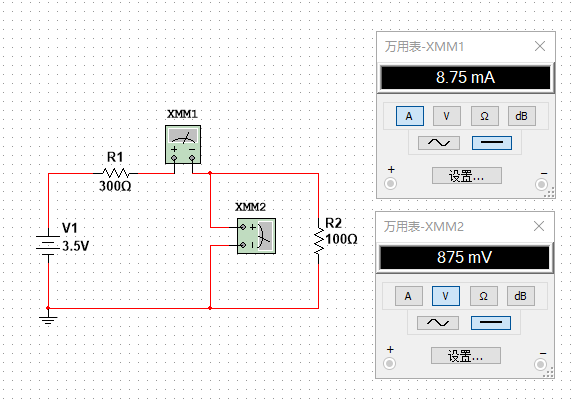 XMM1
R1
300Ω
XMM2
V1
3.5V
R2
100Ω
万用表-XMM1
8.75 mA
A V Ω dB
+ 设置... −
万用表-XMM2
875 mV
A V Ω dB
+ 设置... −